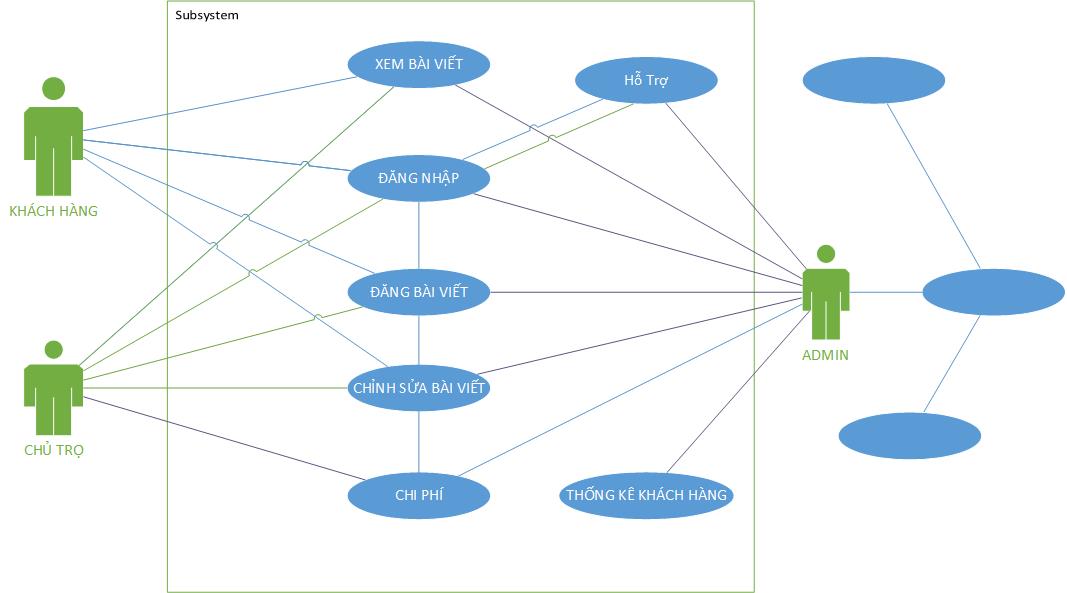 Subsystem
XEM BÀI VIẾT
Hỗ Trợ
ĐĂNG NHẬP
KHÁCH HÀNG
ĐĂNG BÀI VIẾT
ADMIN
CHỈNH SỬA BÀI VIẾT
CHỦ TRỌ
CHI PHÍ
THỐNG KÊ KHÁCH HÀNG